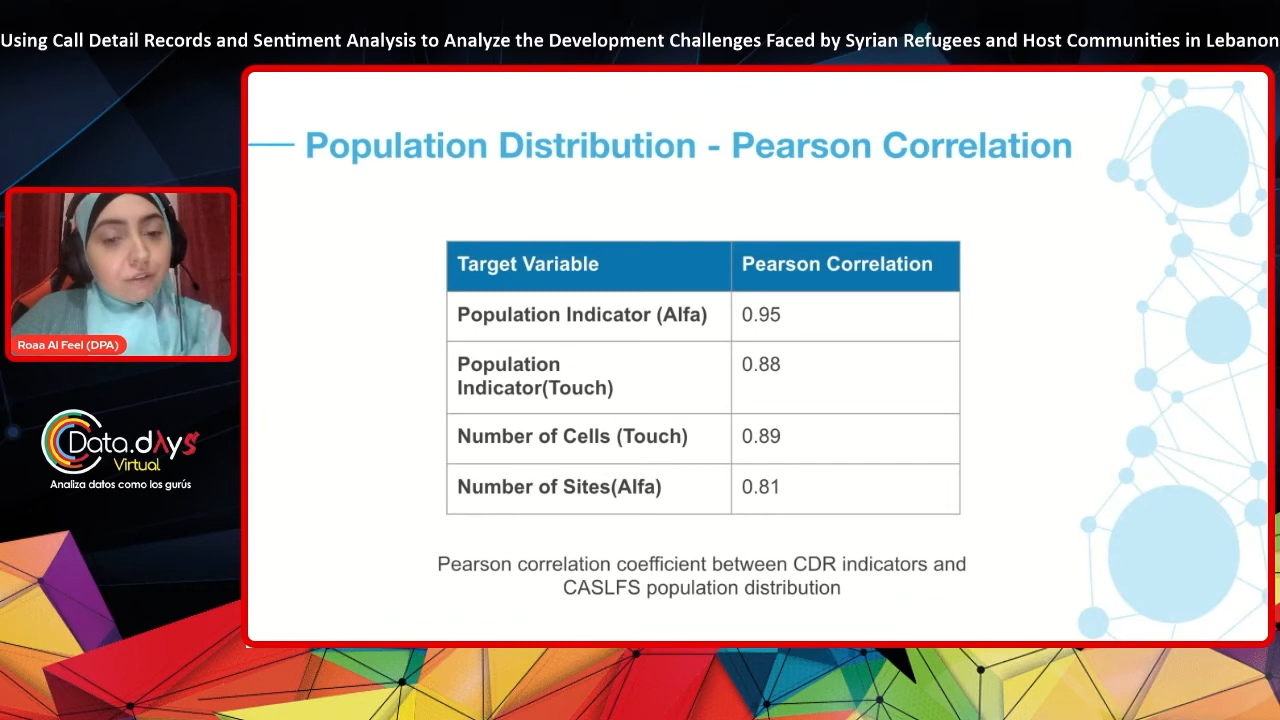 Using Call Detail Records and Sentiment Analysis to Analyze the Development Challenges Faced by Syrian Refugees and Host Communities in Lebanon
Population Distribution - Pearson Correlation
Target Variable Pearson Correlation
Population Indicator (Alfa) 0.95
Population
Indicator(Touch) 0.88
Number of Cells (Touch) 0.89
Number of Sites(Alfa) 0.81
Pearson correlation coefficient between CDR indicators and
CASLFS population distribution
Roaa Al Feel (DPA)
Data.dAys
Virtual
Analiza datos como los gurús